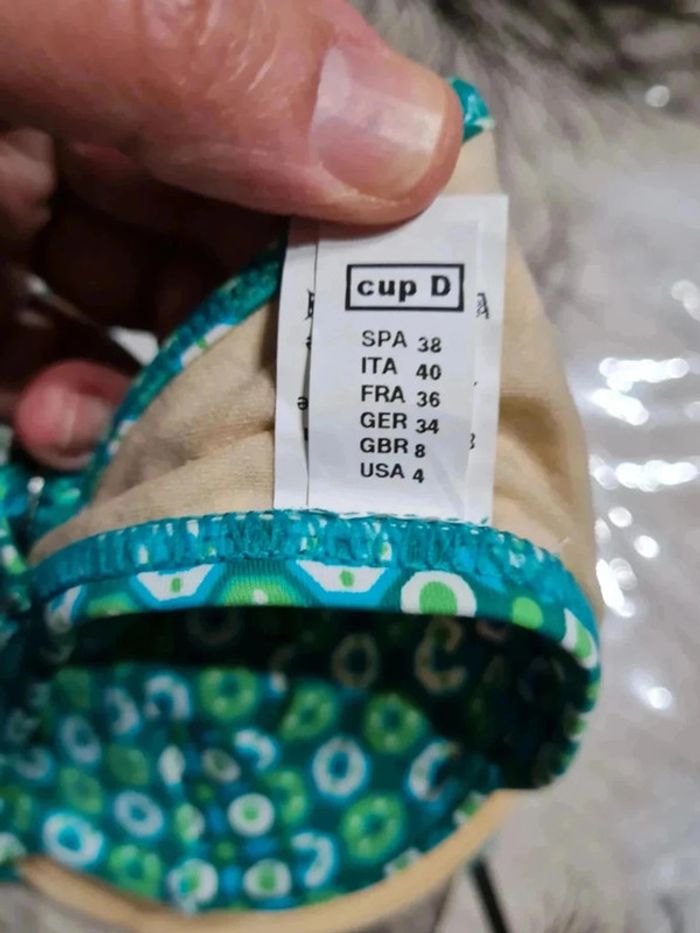 cup D
SPA 38
ITA 40
FRA 36
GER 34
GBR 8
USA 4